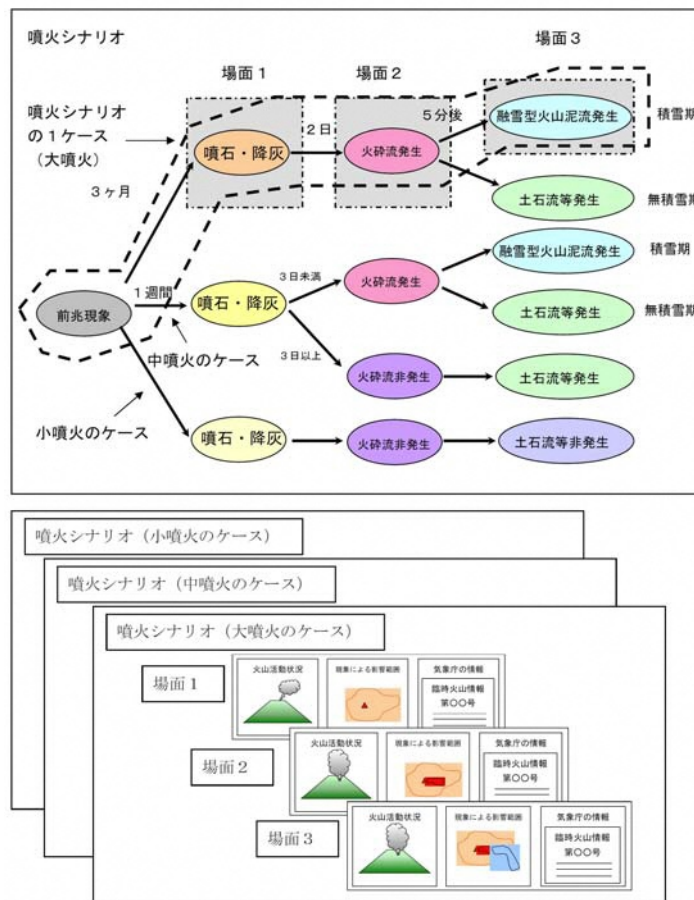 噴火シナリオ
場面1
場面2
場面3
噴火シナリオ
の1ケース
(大噴火)
3ヶ月
噴石・降灰
2日
火砕流発生
5分後
融雪型火山泥流発生
積雪期
土石流等発生
無積雪期
前兆現象
1週間
噴石・降灰
3日未満
火砕流発生
融雪型火山泥流発生
積雪期
土石流等発生
無積雪期
中噴火のケース
3日以上
火砕流非発生
土石流等発生
小噴火のケース
噴石・降灰
火砕流非発生
土石流等非発生
噴火シナリオ(小噴火のケース)
噴火シナリオ(中噴火のケース)
噴火シナリオ(大噴火のケース)
場面1
火山活動状況
現象による影響範囲
気象庁の情報
臨時火山情報
第〇〇号
場面2
火山活動状況
現象による影響範囲
気象庁の情報
臨時火山情報
第〇〇号
場面3
火山活動状況
現象による影響範囲
気象庁の情報
臨時火山情報
第〇〇号